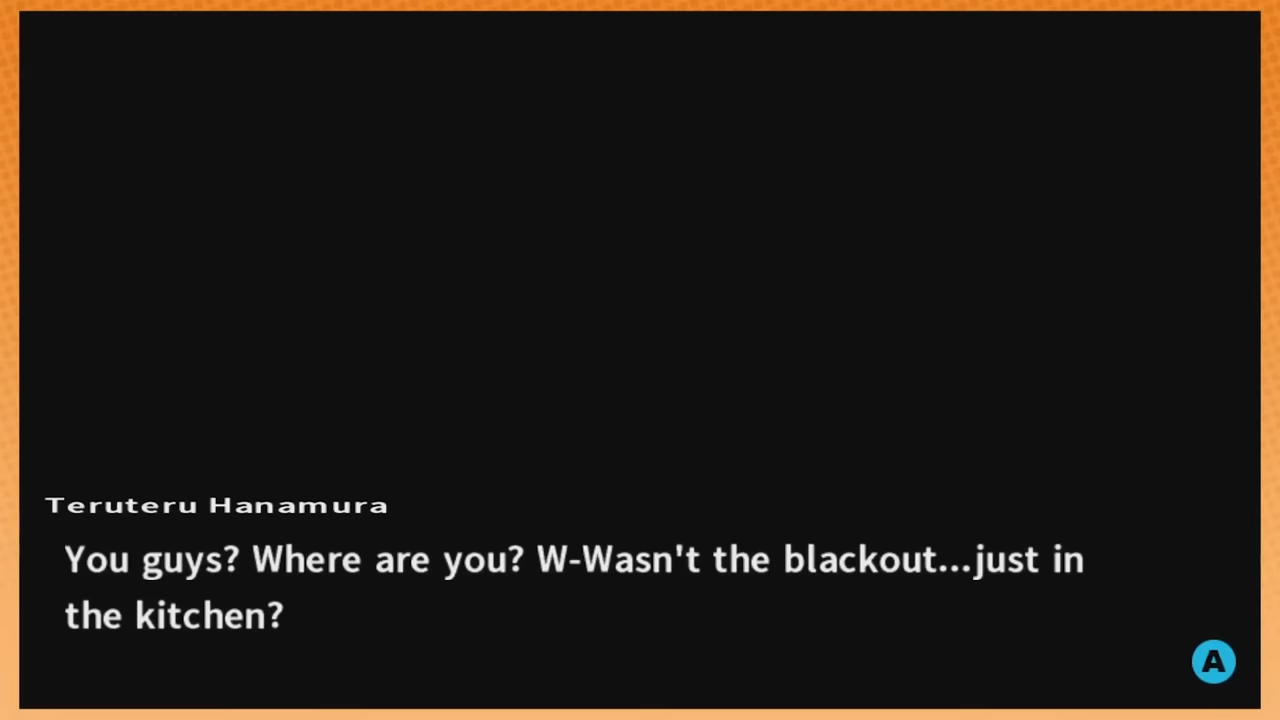 Teruteru Hanamura
You guys? Where are you? W-Wasn't the blackout...just in
the kitchen?
A